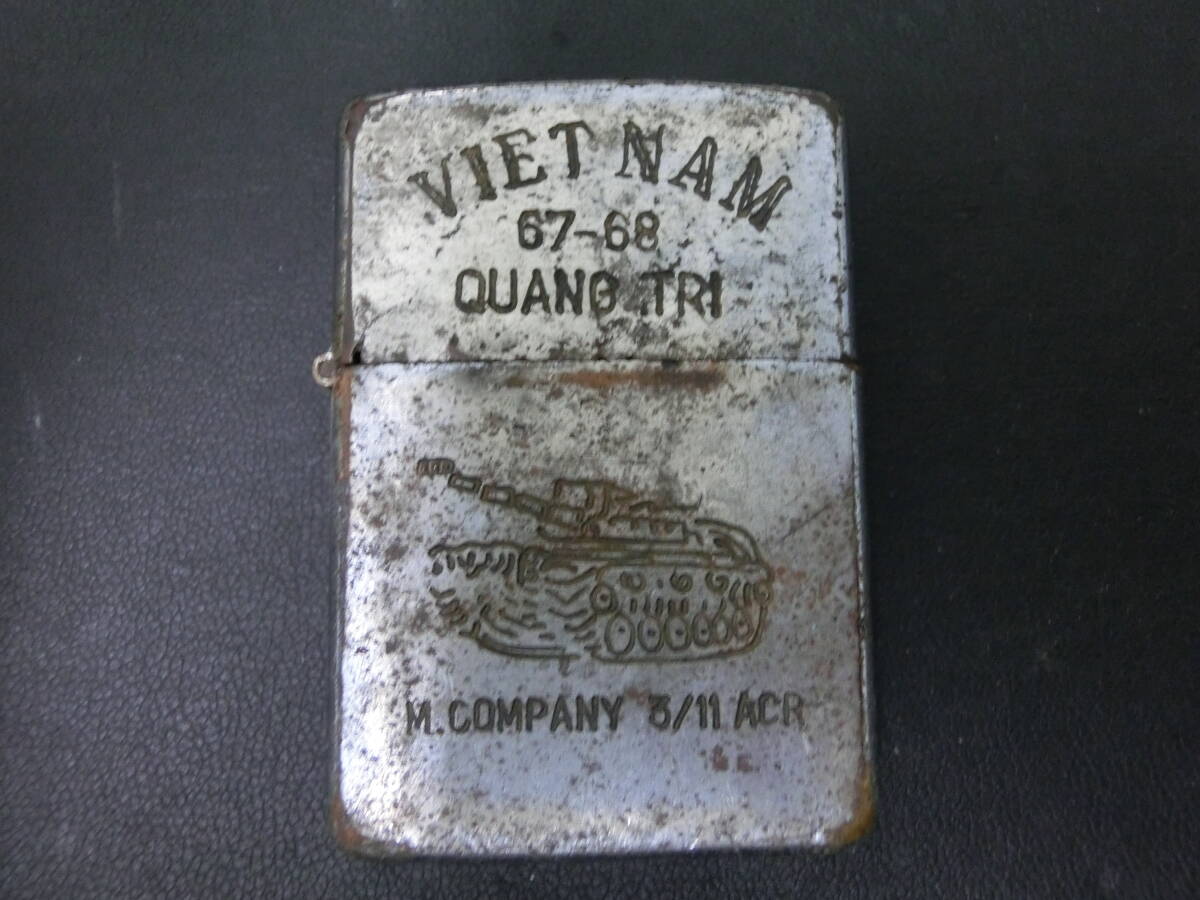 VIET NAM
67-68
QUANG TRI
M. COMPANY 3/11 ACR